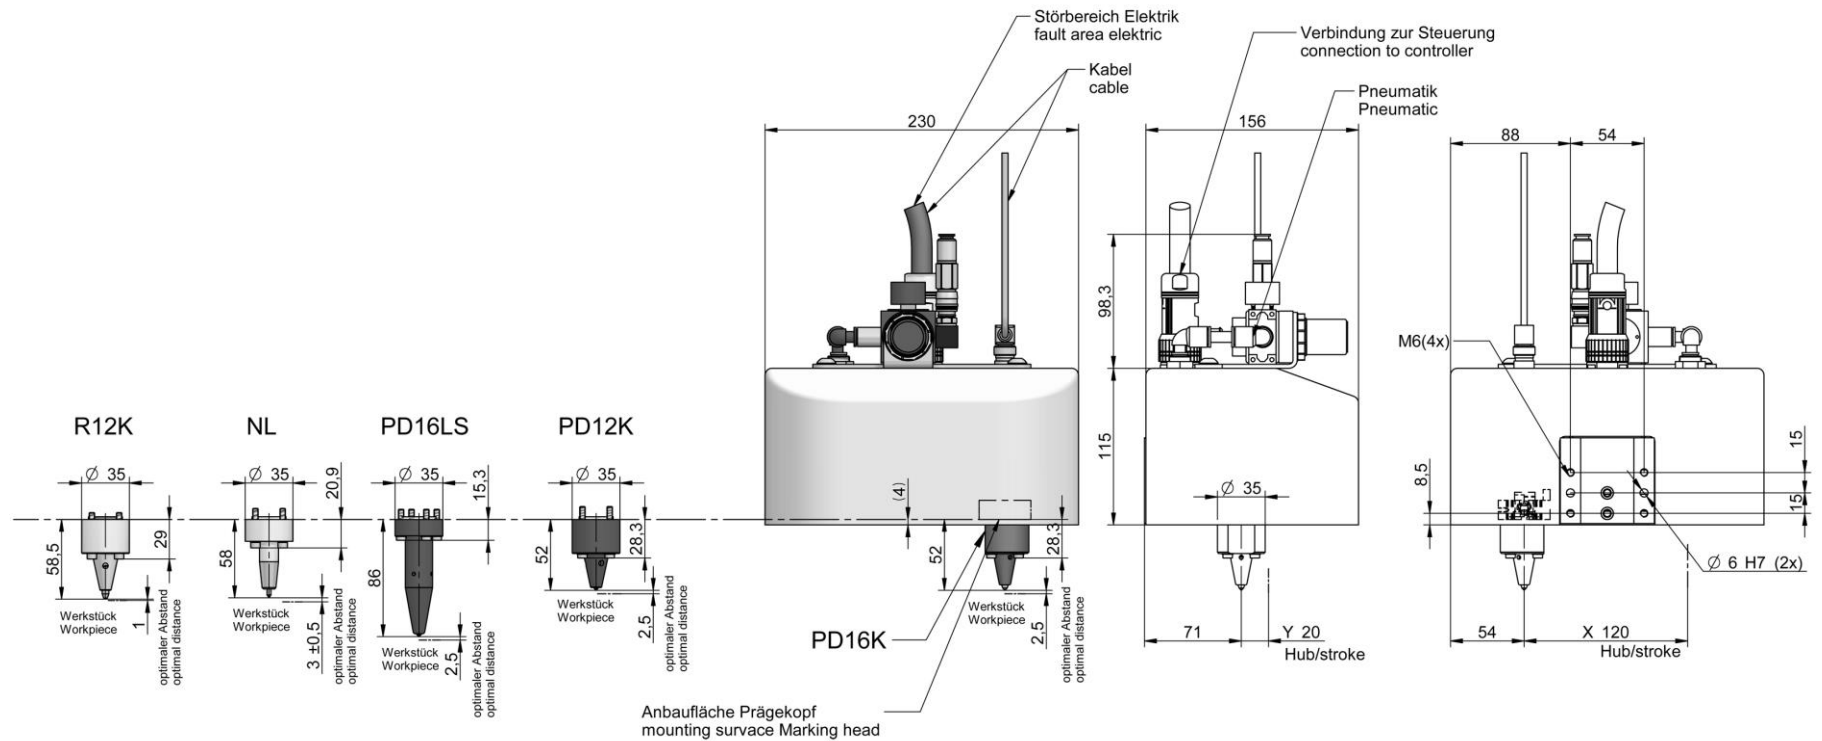 Störbereich Elektrik
fault area elektric
Verbindung zur Steuerung
connection to controller
Kabel
cable
Pneumatik
Pneumatic
230
156
88
54
98,3
M6(4x)
115
R12K
NL
PD16LS
PD12K
Ø 35
Ø 35
Ø 35
Ø 35
20,9
15,3
(4)
Ø 35
8,5
15
15
58,5
29
58
86
52
28,3
52
28,3
Ø 6 H7 (2x)
Werkstück
Workpiece
1
optimaler Abstand
optimal distance
Werkstück
Workpiece
3 ±0,5
optimaler Abstand
optimal distance
Werkstück
Workpiece
2,5
optimaler Abstand
optimal distance
Werkstück
Workpiece
2,5
optimaler Abstand
optimal distance
PD16K
Werkstück
Workpiece
2,5
optimaler Abstand
optimal distance
71
Y 20
Hub/stroke
54
X 120
Hub/stroke
Anbaufläche Prägekopf
mounting survace Marking head